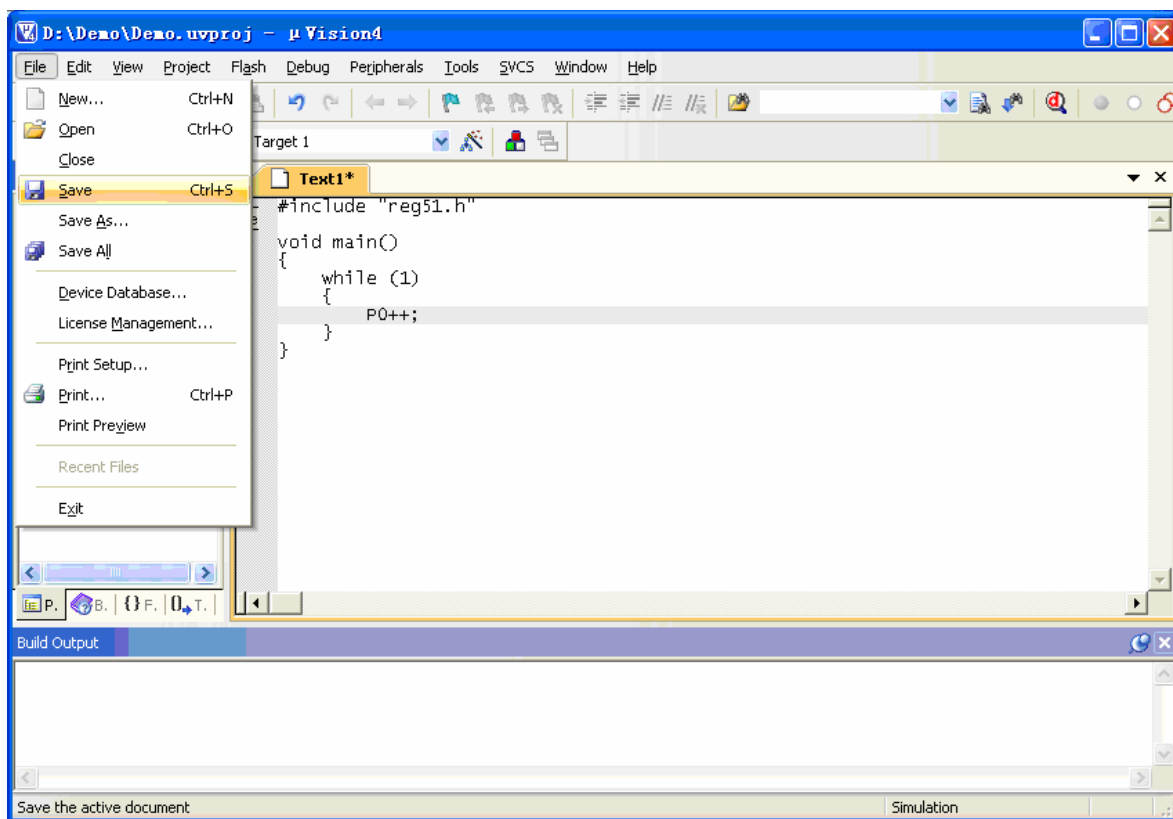 D:\Demo\Demo.uvproj - µVision4
File Edit View Project Flash Debug Peripherals Tools SVCS Window Help
New... Ctrl+N
Open Ctrl+O
Close
Save Ctrl+S
Save As...
Save All
Device Database...
License Management...
Print Setup...
Print... Ctrl+P
Print Preview
Recent Files
Exit
Target 1
Text1*
#include "reg51.h"
void main()
{
while (1)
{
P0++;
}
}
P. B. {} F. 0 T.
Build Output
Save the active document Simulation